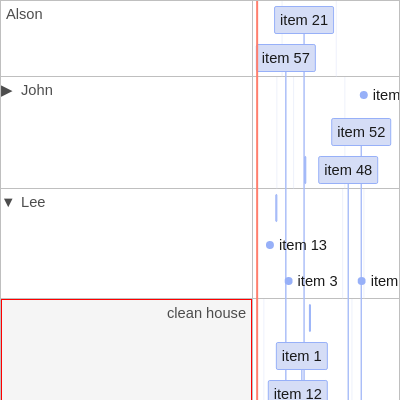 Alson
item 21
item 57
▶ John
item
item 52
item 48
▼ Lee
item 13
item 3
item
clean house
item 1
item 12